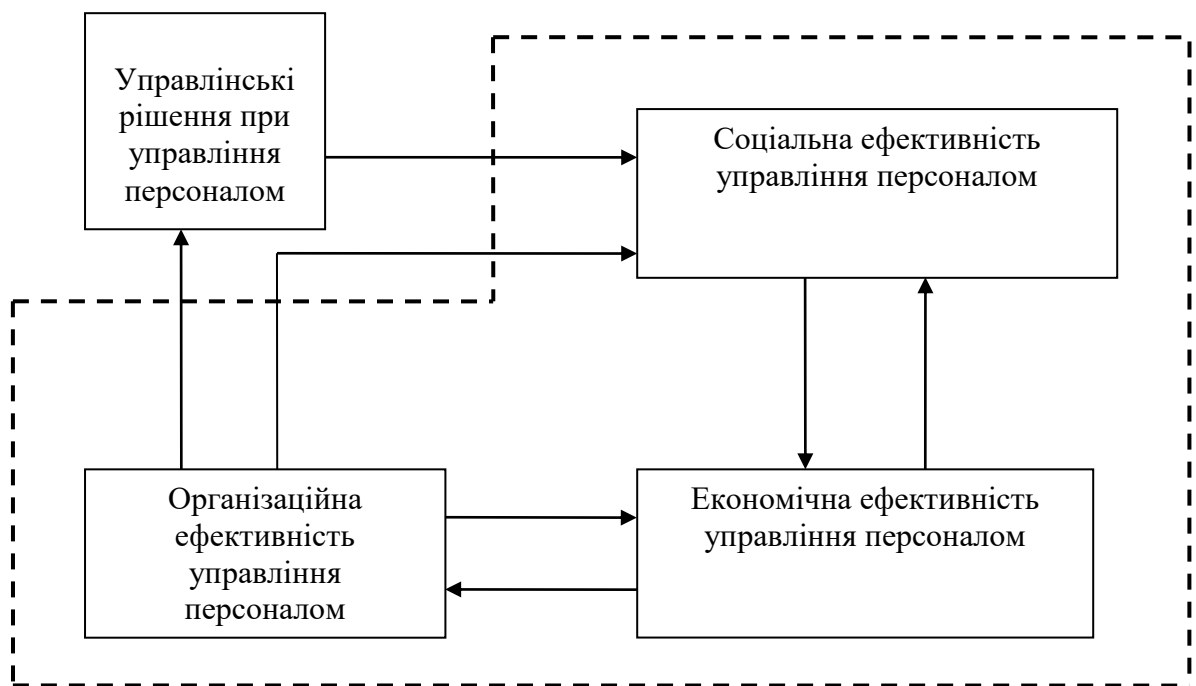 Управлінські
рішення при
управління
персоналом
Соціальна ефективність
управління персоналом
Організаційна
ефективність
управління
персоналом
Економічна ефективність
управління персоналом